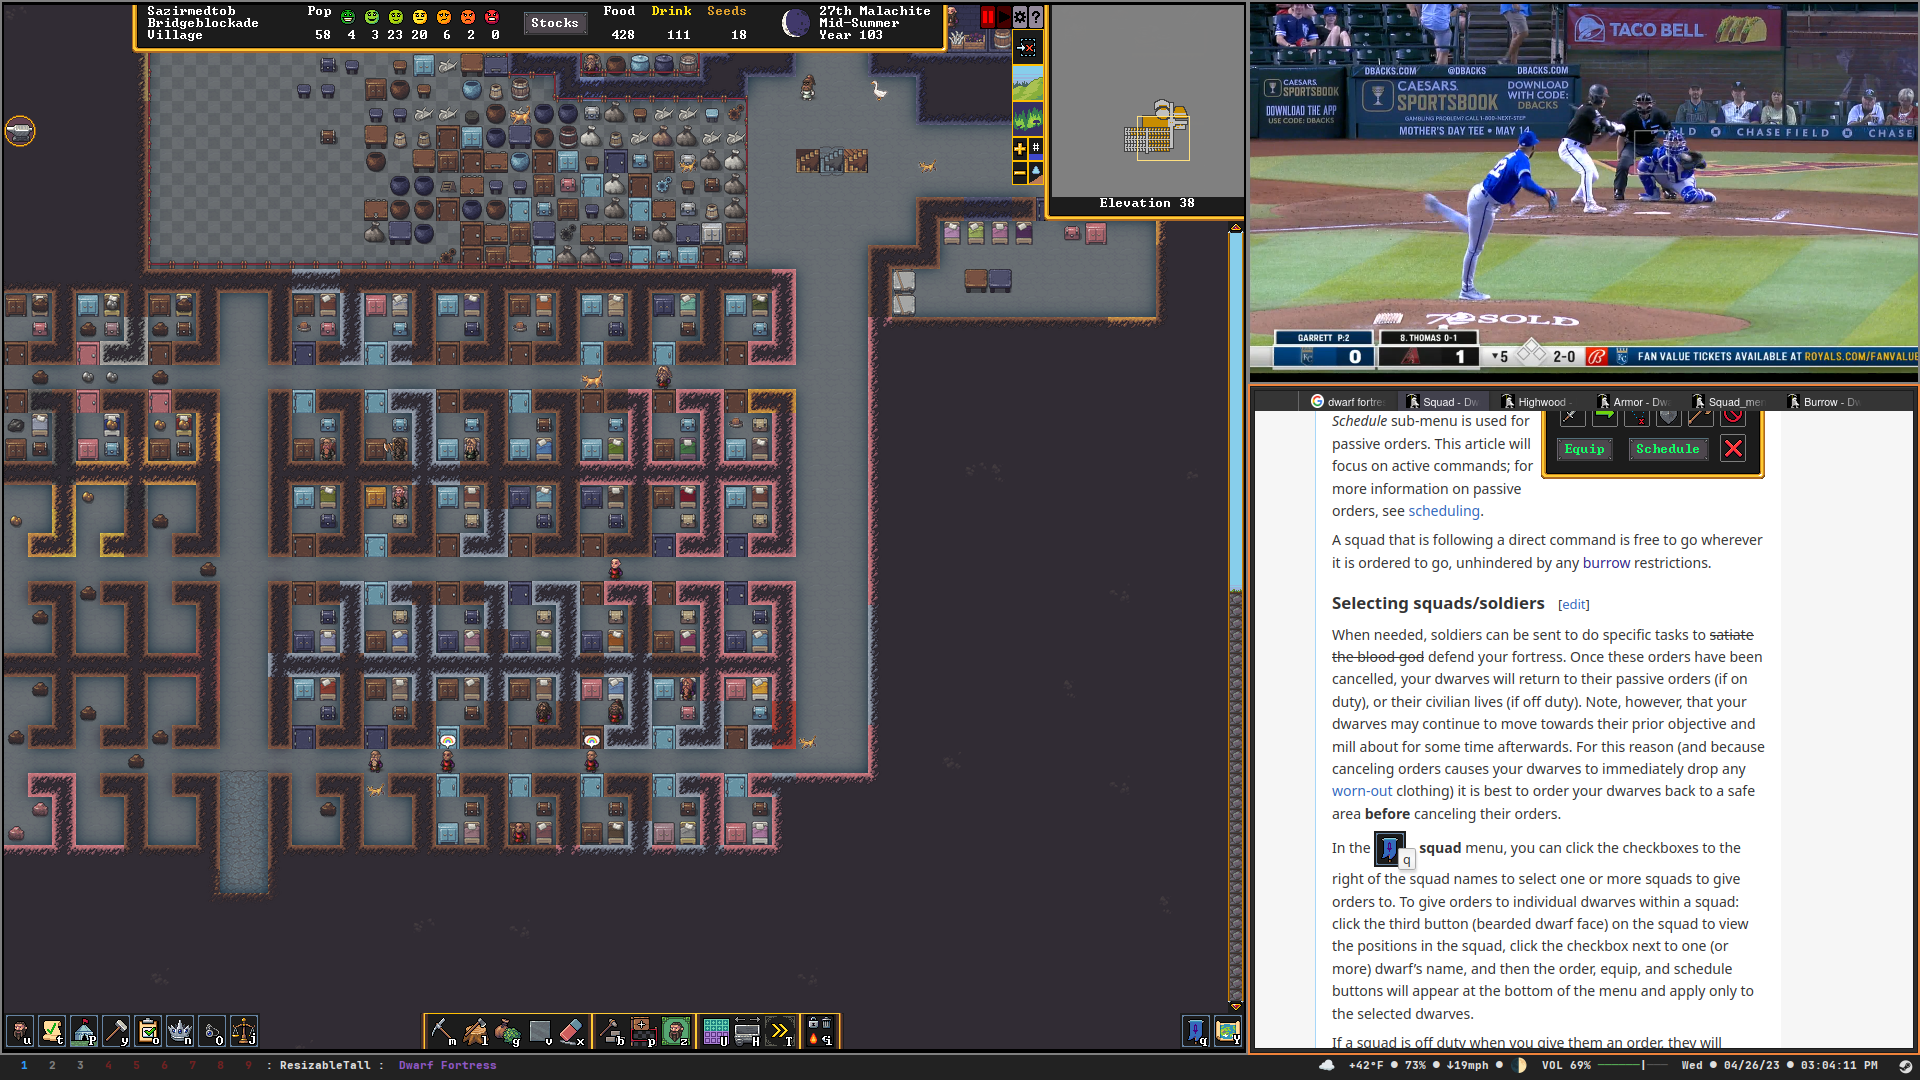 Sazirmedtob
Bridgeblockade
Village
Pop
58 4 3 23 20 6 2 0
Stocks
Food Drink Seeds
428 111 18
27th Malachite
Mid-Summer
Year 103
Elevation 38
m l g v x b p z U H T i
u t P y o n O J
q Y
TACO BELL
CAESARS SPORTSBOOK
DOWNLOAD THE APP
DBACKS.COM @DBACKS DBACKS.COM
CAESARS
SPORTSBOOK
DOWNLOAD WITH CODE: DBACKS
GAMBLING PROBLEM? CALL 1-800-NEXT-STEP
MOTHER'S DAY TEE • MAY 14
CHASE FIELD
CHASE
SOLD
GARRETT P:2 B. THOMAS 0-1
KC 0 A 1 ▾5 2-0 FAN VALUE TICKETS AVAILABLE AT ROYALS.COM/FANVALUE
dwarf fortre Squad - Dw Highwood - Armor - Dw Squad_mer Burrow - Dw
Schedule sub-menu is used for
passive orders. This article will
focus on active commands; for
more information on passive
orders, see scheduling.
Equip Schedule
A squad that is following a direct command is free to go wherever
it is ordered to go, unhindered by any burrow restrictions.
Selecting squads/soldiers [edit]
When needed, soldiers can be sent to do specific tasks to satiate
the blood god defend your fortress. Once these orders have been
cancelled, your dwarves will return to their passive orders (if on
duty), or their civilian lives (if off duty). Note, however, that your
dwarves may continue to move towards their prior objective and
mill about for some time afterwards. For this reason (and because
canceling orders causes your dwarves to immediately drop any
worn-out clothing) it is best to order your dwarves back to a safe
area before canceling their orders.
In the q squad menu, you can click the checkboxes to the
right of the squad names to select one or more squads to give
orders to. To give orders to individual dwarves within a squad:
click the third button (bearded dwarf face) on the squad to view
the positions in the squad, click the checkbox next to one (or
more) dwarf's name, and then the order, equip, and schedule
buttons will appear at the bottom of the menu and apply only to
the selected dwarves.
If a squad is off duty when you give them an order, they will
1 2 3 4 5 6 7 8 9 : ResizableTall : Dwarf Fortress
+42°F ● 73% ● ↓19mph ● VOL 69% Wed ● 04/26/23 ● 03:04:11 PM